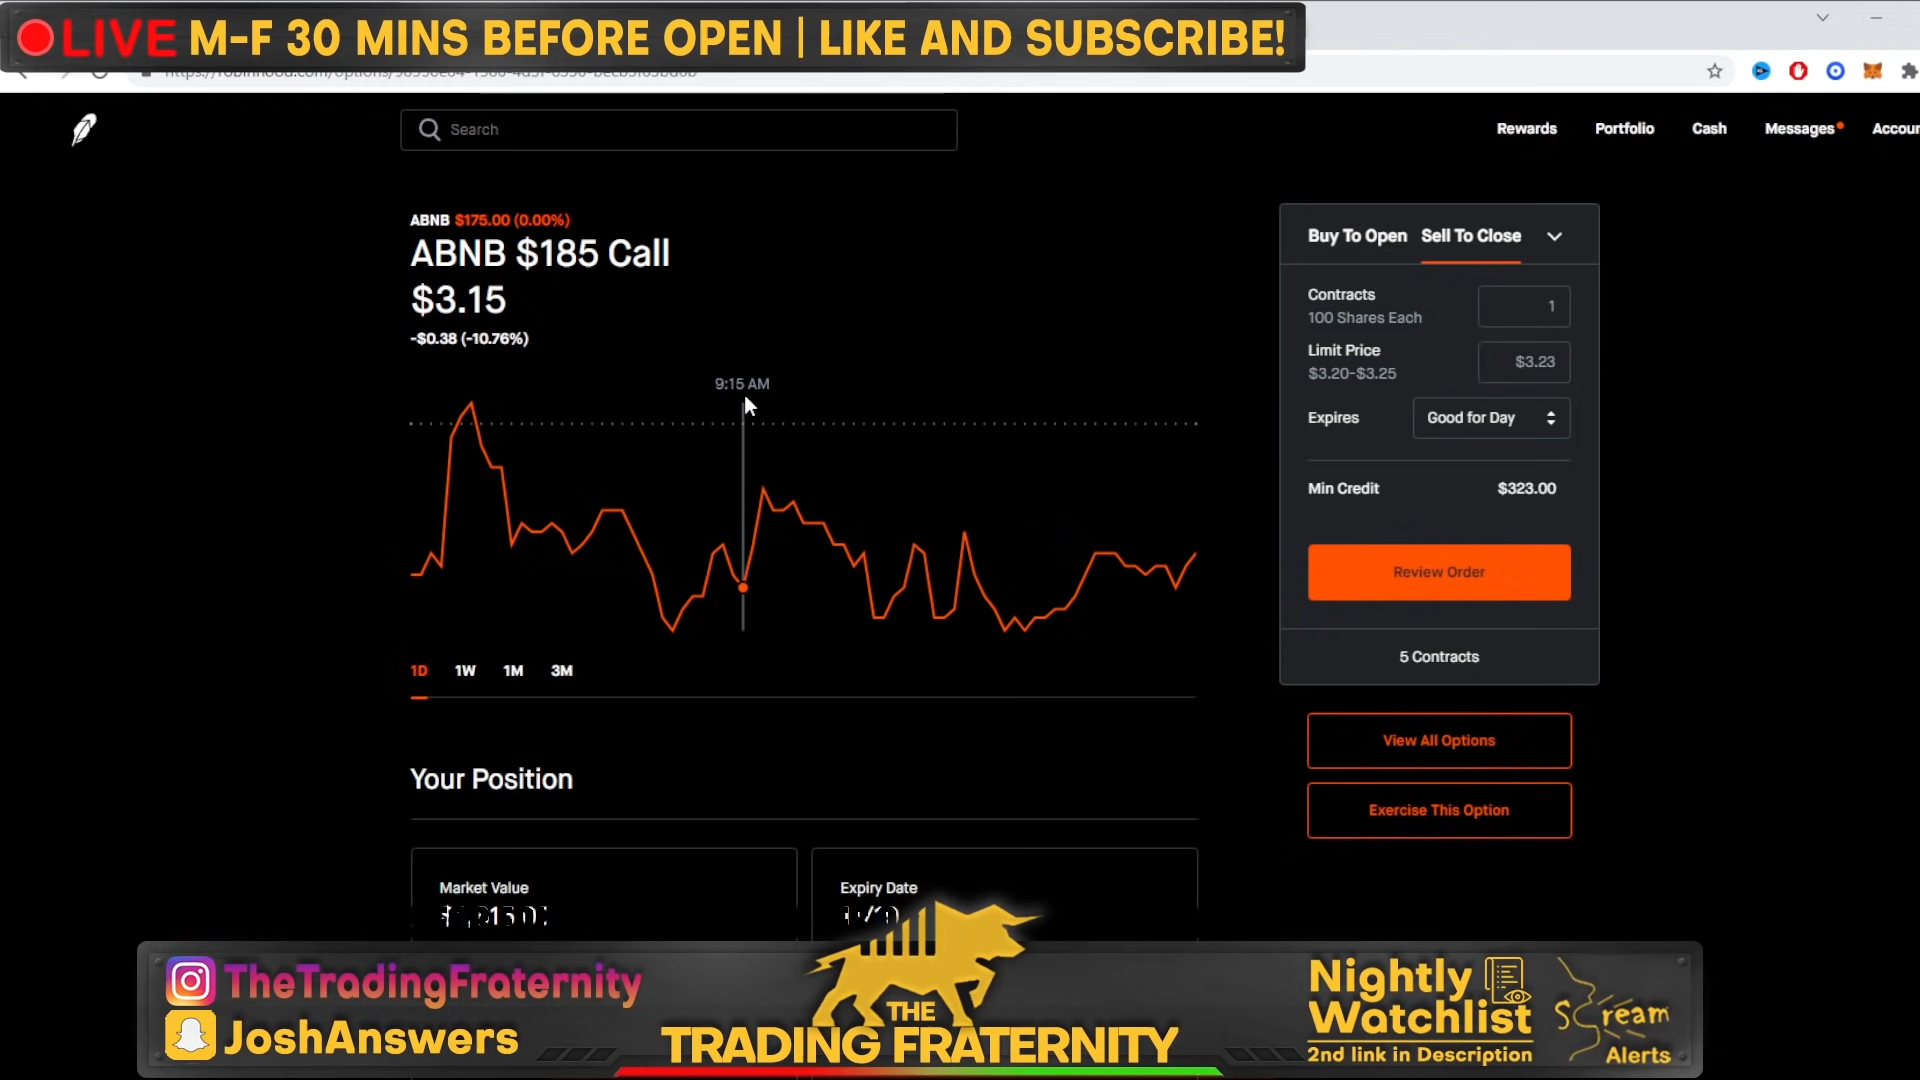 LIVE M-F 30 MINS BEFORE OPEN | LIKE AND SUBSCRIBE!
Search
Rewards
Portfolio
Cash
Messages
Accoun
ABNB $175.00 (0.00%)
ABNB $185 Call
$3.15
-$0.38 (-10.76%)
9:15 AM
1D 1W 1M 3M
Buy To Open Sell To Close
Contracts
100 Shares Each
1
Limit Price
$3.20-$3.25
$3.23
Expires
Good for Day
Min Credit
$323.00
Review Order
5 Contracts
View All Options
Exercise This Option
Your Position
Market Value
Expiry Date
TheTradingFraternity
JoshAnswers
THE
TRADING FRATERNITY
Nightly
Watchlist
2nd link in Description
Scream
Alerts